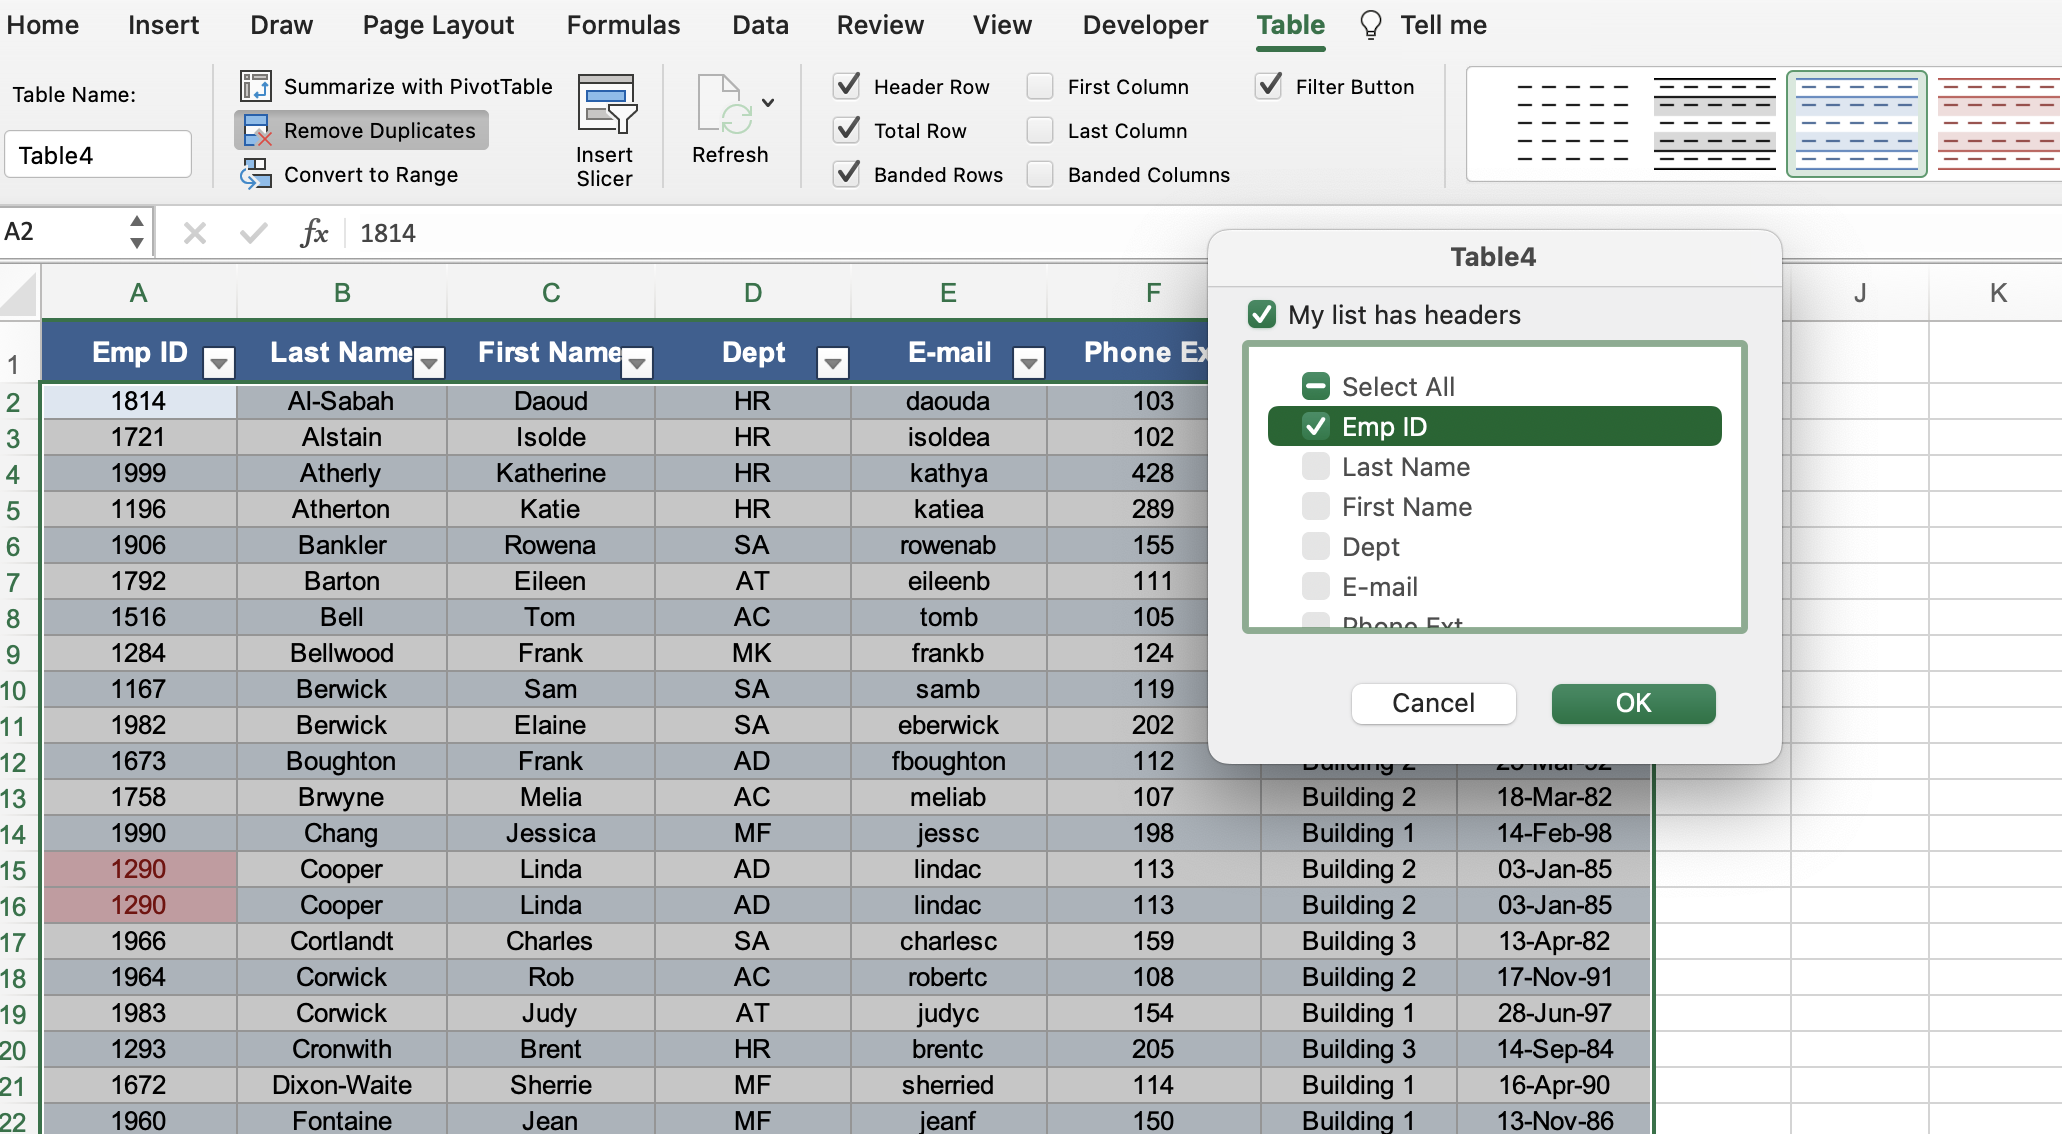 Home Insert Draw Page Layout Formulas Data Review View Developer Table Tell me
Table Name:
Table4
Summarize with PivotTable
Remove Duplicates
Convert to Range
Insert
Slicer
Refresh
Header Row First Column Filter Button
Total Row Last Column
Banded Rows Banded Columns
A2 fx 1814
Table4
My list has headers
Select All
Emp ID
Last Name
First Name
Dept
E-mail
Phone Ext
Cancel OK
A B C D E F J K
1 Emp ID Last Name First Name Dept E-mail Phone Ex
2 1814 Al-Sabah Daoud HR daouda 103
3 1721 Alstain Isolde HR isoldea 102
4 1999 Atherly Katherine HR kathya 428
5 1196 Atherton Katie HR katiea 289
6 1906 Bankler Rowena SA rowenab 155
7 1792 Barton Eileen AT eileenb 111
8 1516 Bell Tom AC tomb 105
9 1284 Bellwood Frank MK frankb 124
10 1167 Berwick Sam SA samb 119
11 1982 Berwick Elaine SA eberwick 202
12 1673 Boughton Frank AD fboughton 112 Building 2
13 1758 Brwyne Melia AC meliab 107 Building 2 18-Mar-82
14 1990 Chang Jessica MF jessc 198 Building 1 14-Feb-98
15 1290 Cooper Linda AD lindac 113 Building 2 03-Jan-85
16 1290 Cooper Linda AD lindac 113 Building 2 03-Jan-85
17 1966 Cortlandt Charles SA charlesc 159 Building 3 13-Apr-82
18 1964 Corwick Rob AC robertc 108 Building 2 17-Nov-91
19 1983 Corwick Judy AT judyc 154 Building 1 28-Jun-97
20 1293 Cronwith Brent HR brentc 205 Building 3 14-Sep-84
21 1672 Dixon-Waite Sherrie MF sherried 114 Building 1 16-Apr-90
22 1960 Fontaine Jean MF jeanf 150 Building 1 13-Nov-86